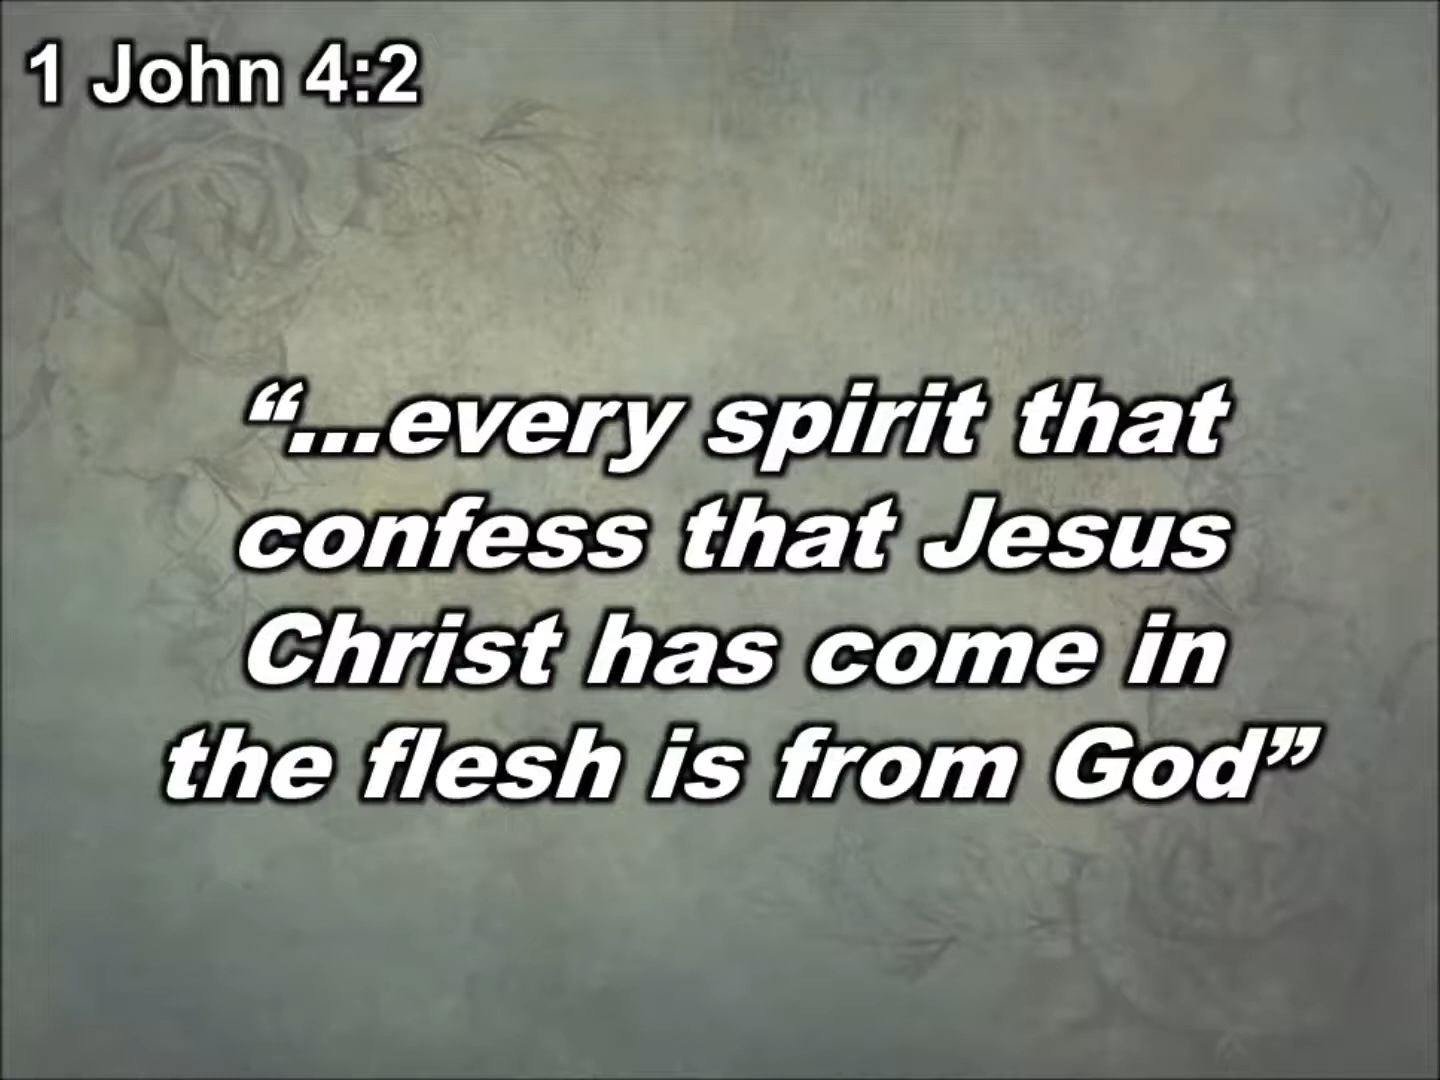 1 John 4:2
“...every spirit that
confess that Jesus
Christ has come in
the flesh is from God”